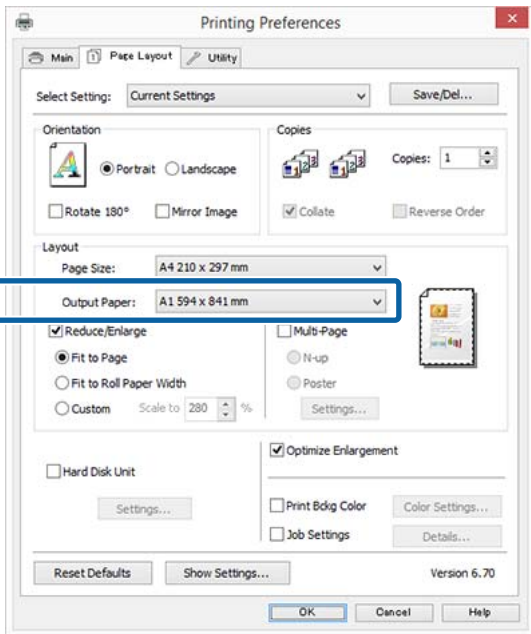 Printing Preferences
Main Page Layout Utility
Select Setting: Current Settings Save/Del...
Orientation Copies
Portrait Landscape Copies: 1
Rotate 180° Mirror Image Collate Reverse Order
Layout
Page Size: A4 210 x 297 mm
Output Paper: A1 594 x 841 mm
Reduce/Enlarge Multi-Page
Fit to Page N-up
Fit to Roll Paper Width Poster
Custom Scale to 280 % Settings...
Optimize Enlargement
Hard Disk Unit
Settings... Print Bckg Color Color Settings...
Job Settings Details...
Reset Defaults Show Settings... Version 6.70
OK Cancel Help